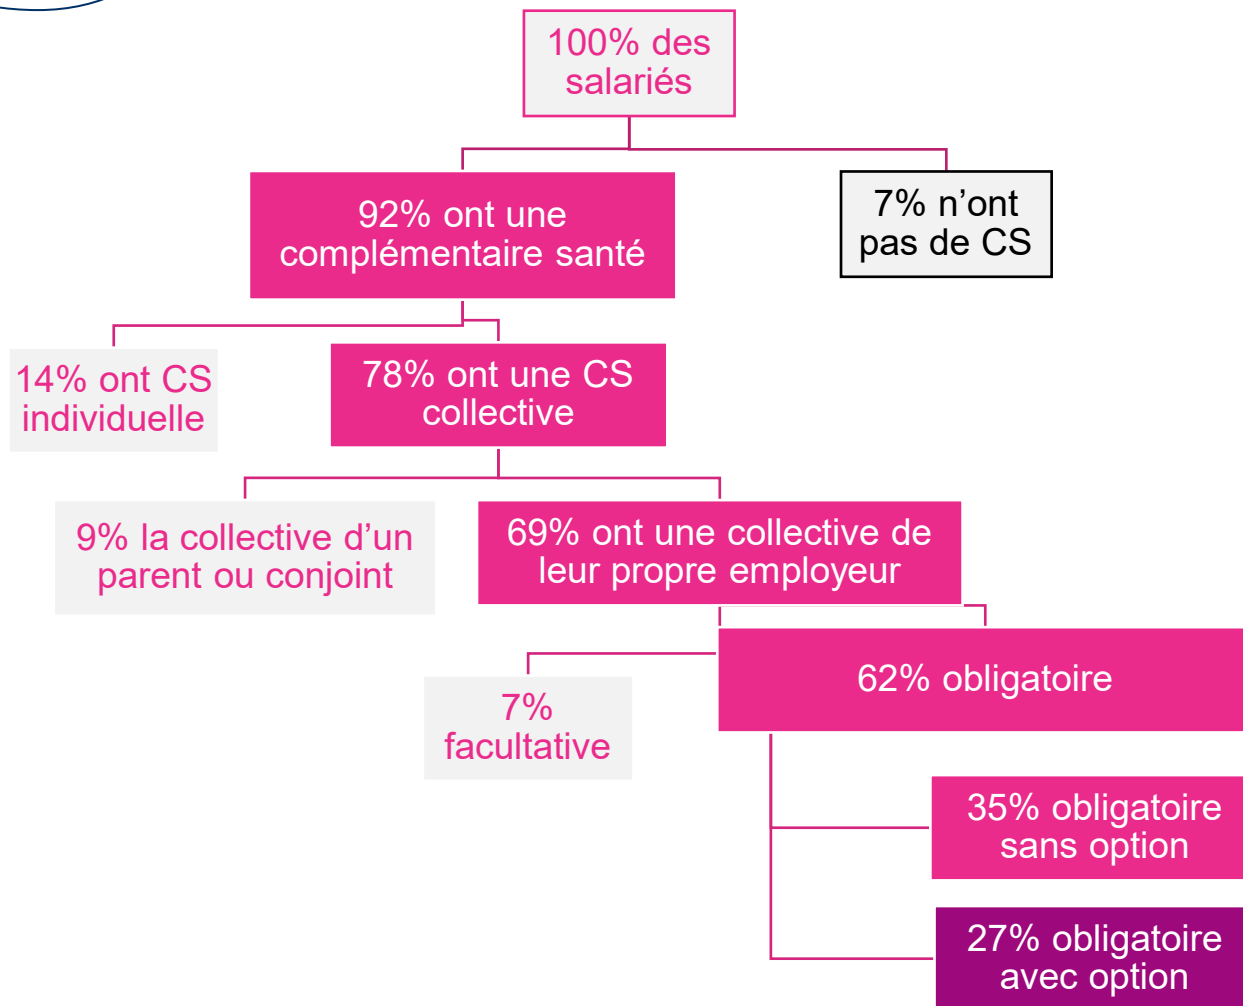 100% des
salariés
92% ont une
complémentaire santé
7% n’ont
pas de CS
14% ont CS
individuelle
78% ont une CS
collective
9% la collective d’un
parent ou conjoint
69% ont une collective de
leur propre employeur
7%
facultative
62% obligatoire
35% obligatoire
sans option
27% obligatoire
avec option